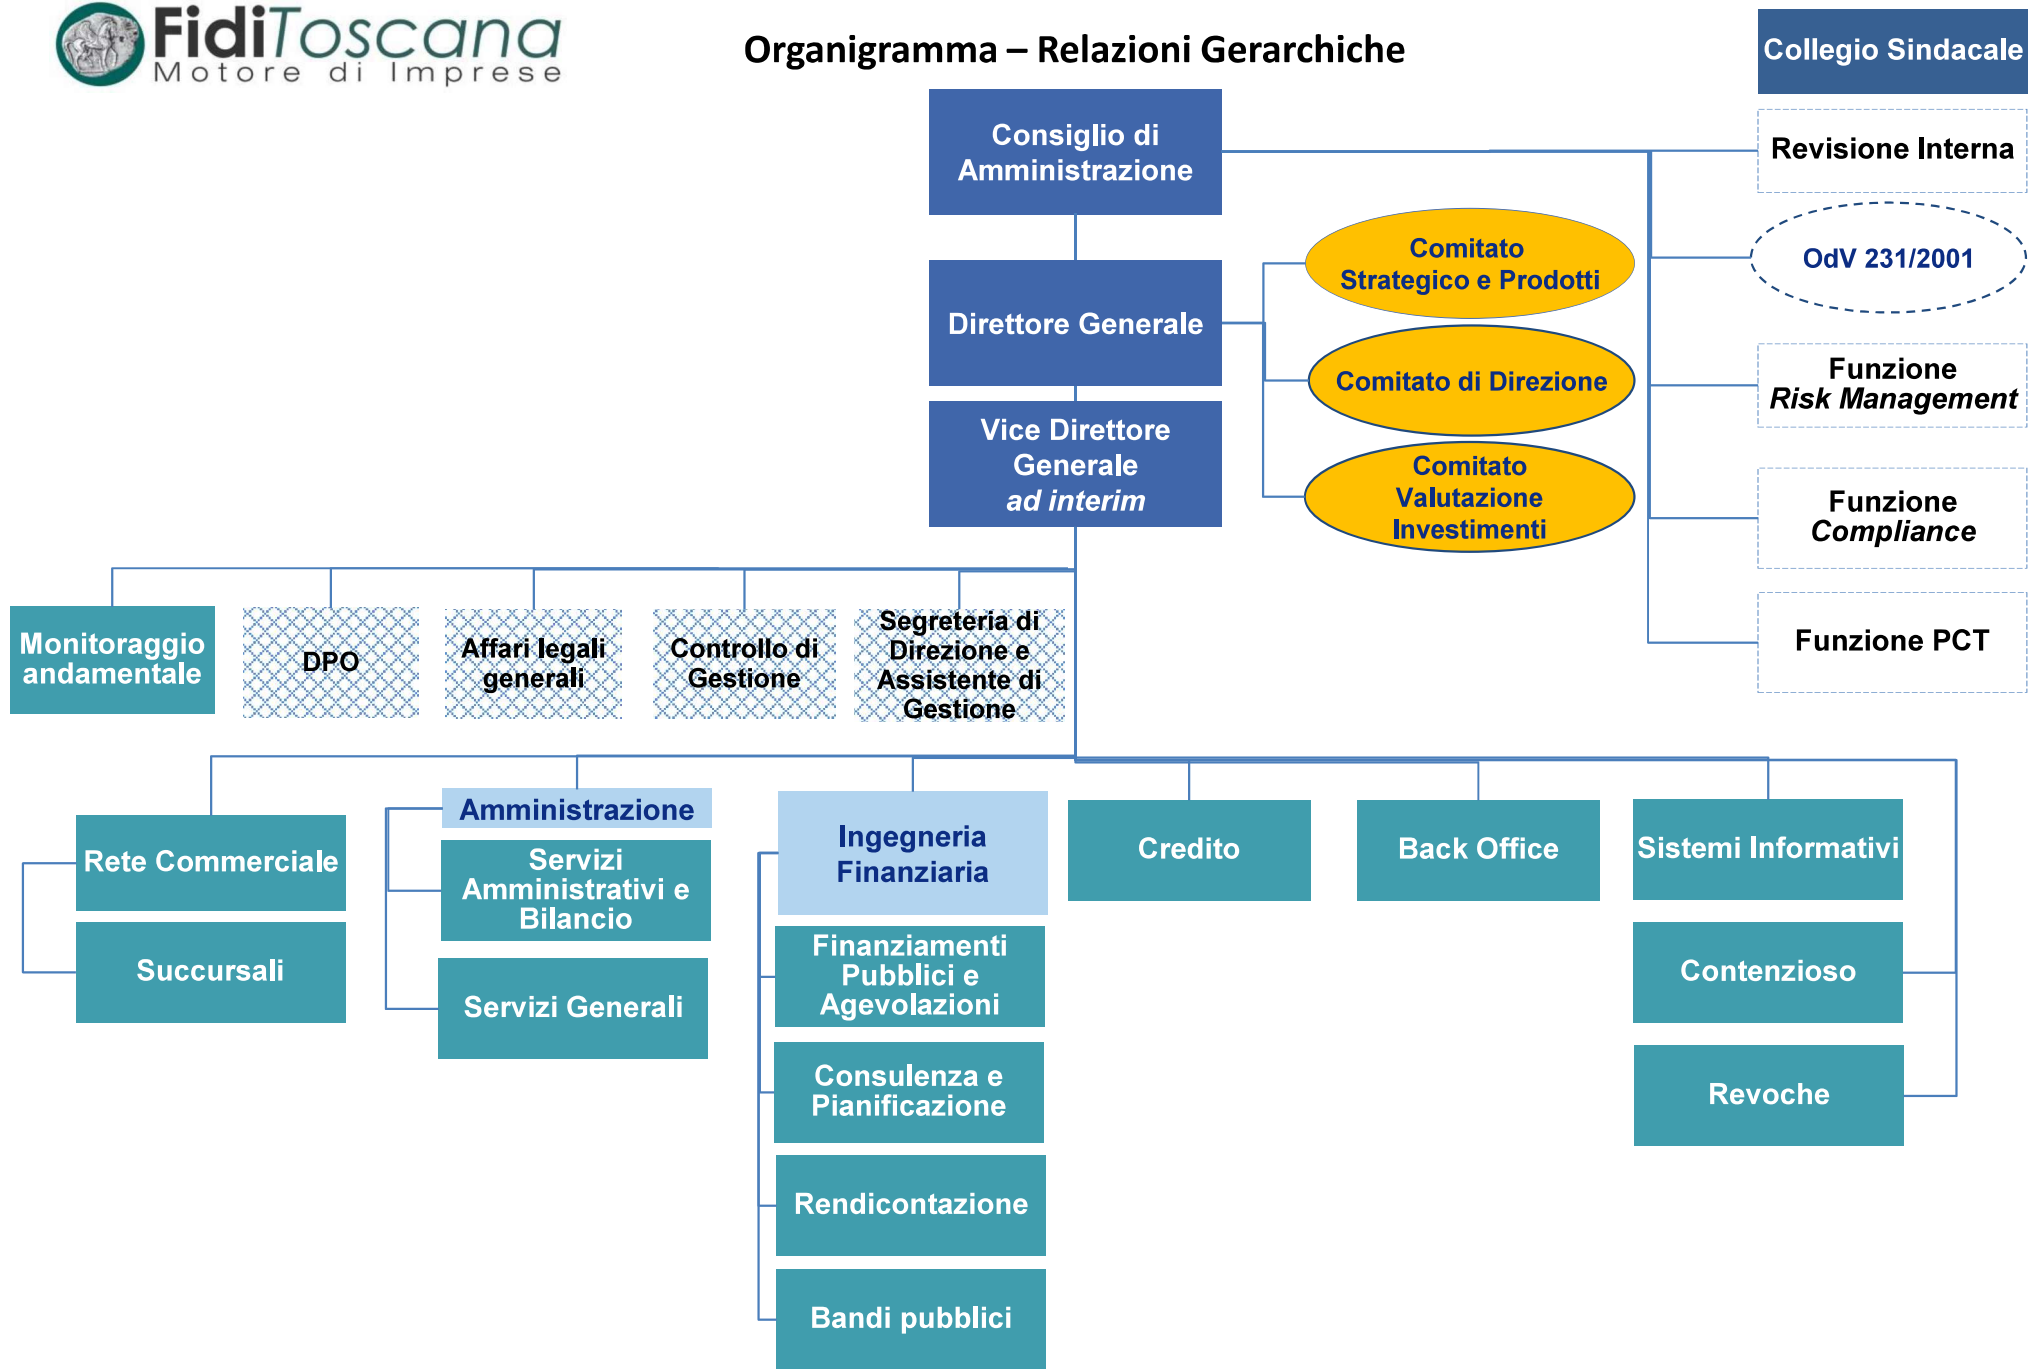 FidiToscana
Motore di Imprese
Organigramma – Relazioni Gerarchiche
Collegio Sindacale
Consiglio di
Amministrazione
Revisione Interna
Comitato
Strategico e Prodotti
OdV 231/2001
Direttore Generale
Comitato di Direzione
Funzione
Risk Management
Vice Direttore
Generale
ad interim
Comitato
Valutazione
Investimenti
Funzione
Compliance
Monitoraggio
andamentale
DPO
Affari legali
generali
Controllo di
Gestione
Segreteria di
Direzione e
Assistente di
Gestione
Funzione PCT
Rete Commerciale
Succursali
Amministrazione
Servizi
Amministrativi e
Bilancio
Servizi Generali
Ingegneria
Finanziaria
Finanziamenti
Pubblici e
Agevolazioni
Consulenza e
Pianificazione
Rendicontazione
Bandi pubblici
Credito
Back Office
Sistemi Informativi
Contenzioso
Revoche